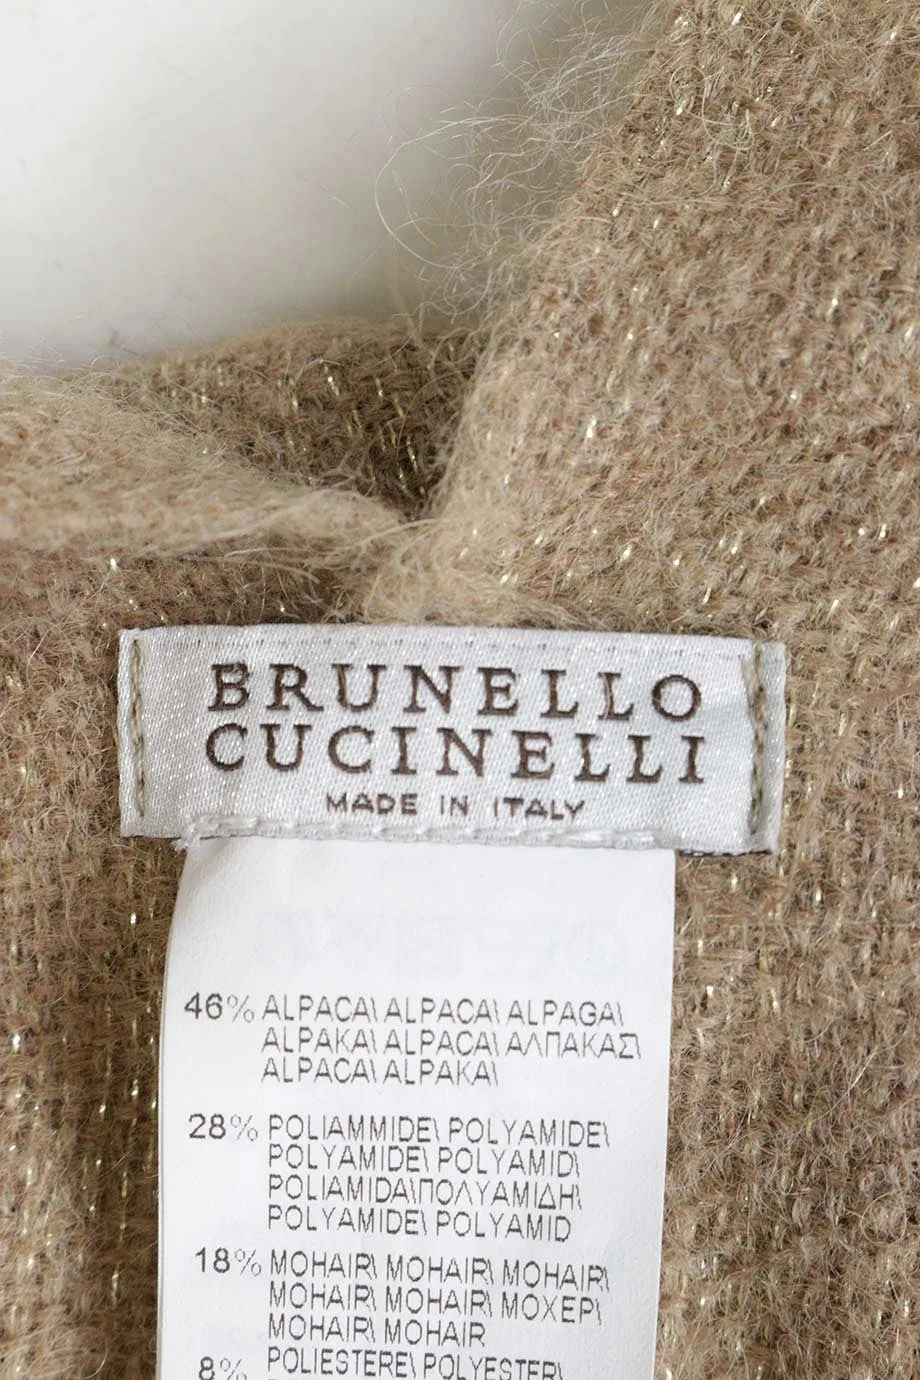 BRUNELLO
CUCINELLI
MADE IN ITALY
46% ALPACA\ ALPACA\ ALPAGA\
ALPAKA\ ALPACA\ ΑΛΠΑΚΑΣ\
ALPACA\ ALPAKA\
28% POLIAMMIDE\ POLYAMIDE\
POLYAMIDE\ POLYAMID\
POLIAMIDA\ΠΟΛΥΑΜΙΔΗ\
POLYAMIDE\ POLYAMID
18% MOHAIR\ MOHAIR\ MOHAIR\
MOHAIR\ MOHAIR\ ΜΟΧΕΡ\
MOHAIR\ MOHAIR
8% POLIESTERE\ POLYESTER\